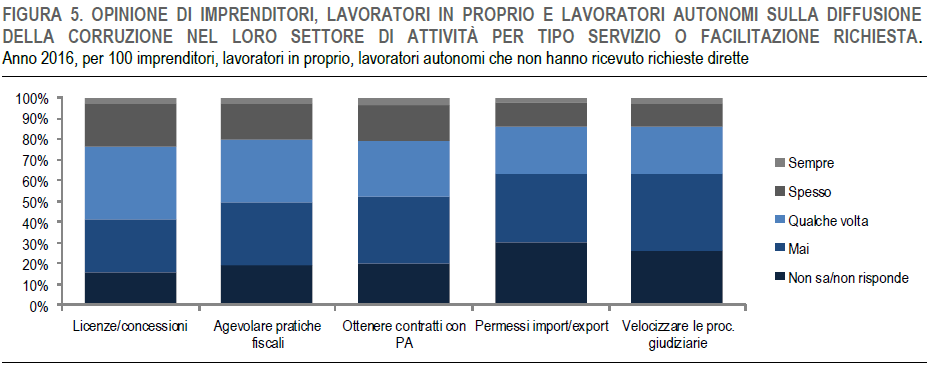 FIGURA 5. OPINIONE DI IMPRENDITORI, LAVORATORI IN PROPRIO E LAVORATORI AUTONOMI SULLA DIFFUSIONE
DELLA CORRUZIONE NEL LORO SETTORE DI ATTIVITÀ PER TIPO SERVIZIO O FACILITAZIONE RICHIESTA.
Anno 2016, per 100 imprenditori, lavoratori in proprio, lavoratori autonomi che non hanno ricevuto richieste dirette
100%
90%
80%
70%
60%
50%
40%
30%
20%
10%
0%
Licenze/concessioni
Agevolare pratiche
fiscali
Ottenere contratti con
PA
Permessi import/export
Velocizzare le proc.
giudiziarie
Sempre
Spesso
Qualche volta
Mai
Non sa/non risponde